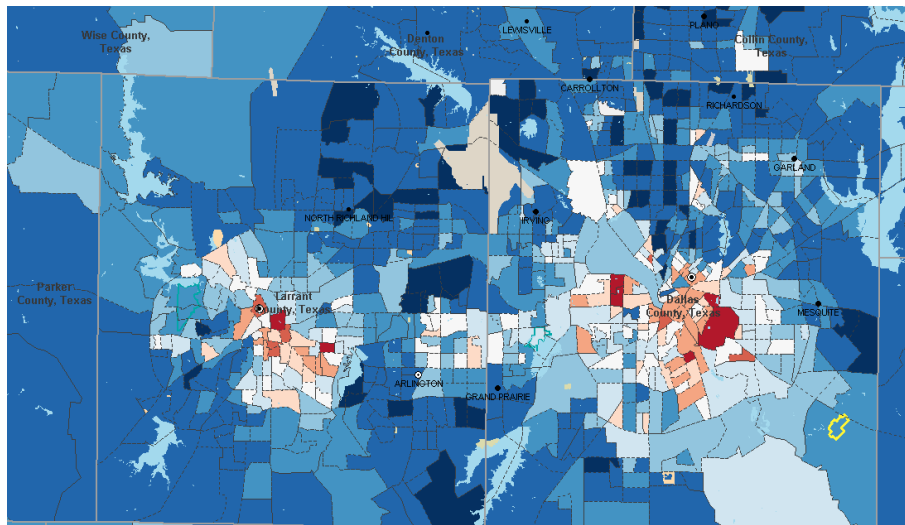 LEWISVILLE
PLANO
Wise County,
Texas
Denton
County, Texas
Collin County,
Texas
CARROLLTON
RICHARDSON
GARLAND
NORTH RICHLAND HIL
IRVING
Parker
County, Texas
Tarrant
County, Texas
Dallas
County, Texas
MESQUITE
ARLINGTON
GRAND PRAIRIE